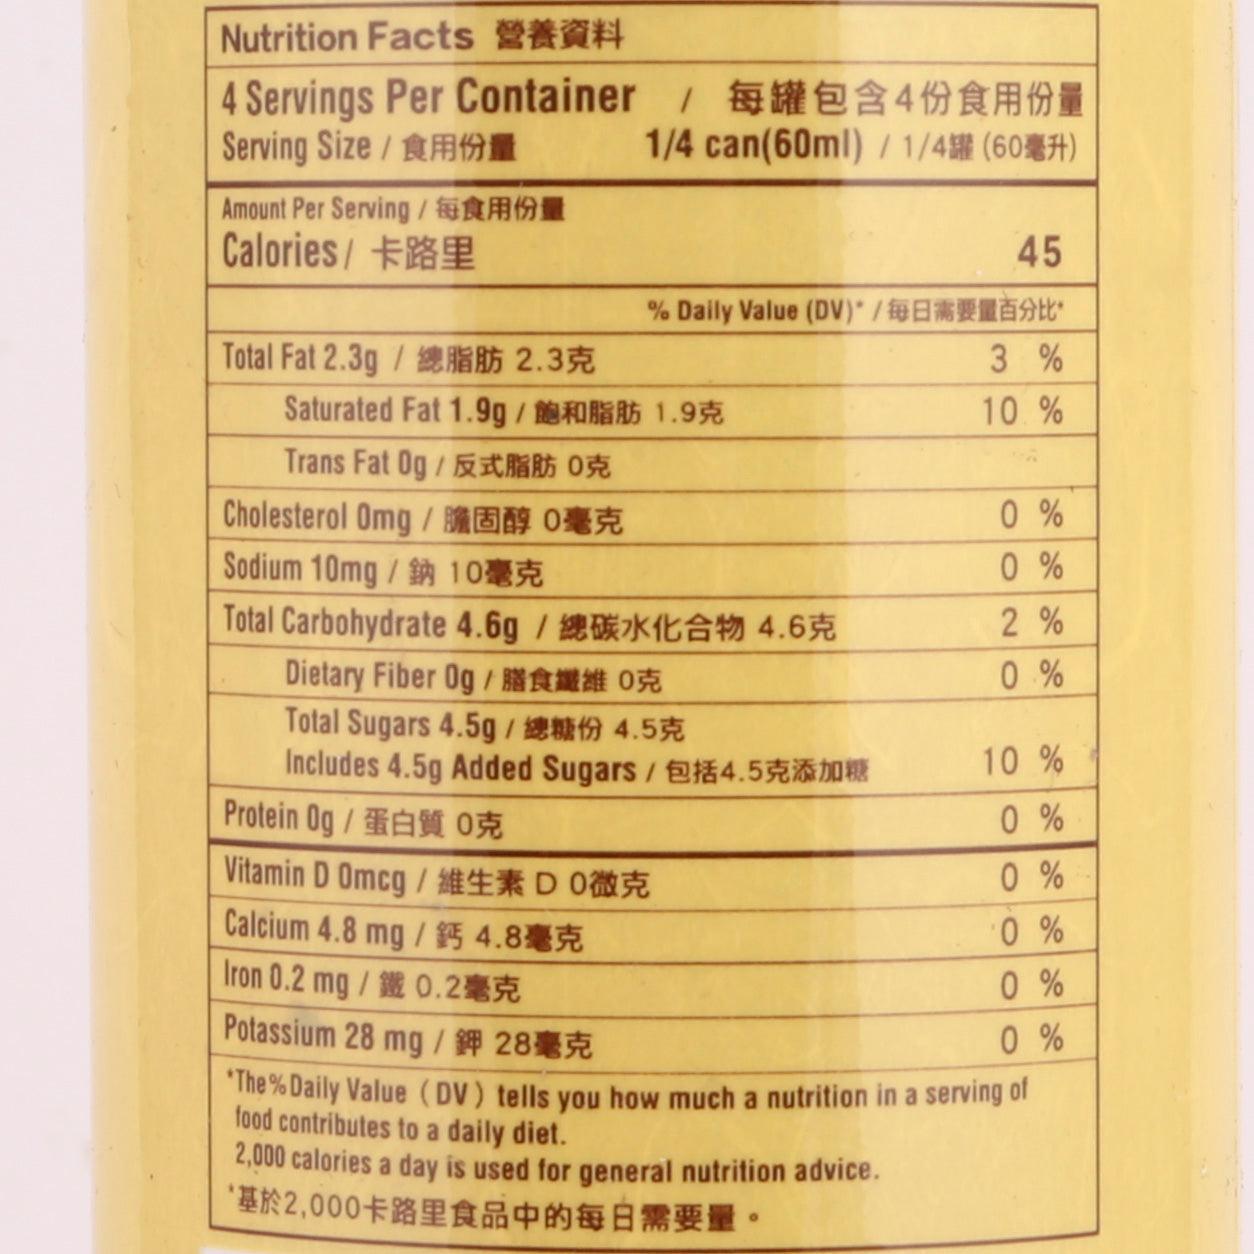 Nutrition Facts 營養資料
4 Servings Per Container / 每罐包含4份食用份量
Serving Size / 食用份量 1/4 can(60ml) / 1/4罐 (60毫升)
Amount Per Serving / 每食用份量
Calories / 卡路里 45
% Daily Value (DV)* / 每日需要量百分比*
Total Fat 2.3g / 總脂肪 2.3克 3 %
Saturated Fat 1.9g / 飽和脂肪 1.9克 10 %
Trans Fat 0g / 反式脂肪 0克
Cholesterol 0mg / 膽固醇 0毫克 0 %
Sodium 10mg / 鈉 10毫克 0 %
Total Carbohydrate 4.6g / 總碳水化合物 4.6克 2 %
Dietary Fiber 0g / 膳食纖維 0克 0 %
Total Sugars 4.5g / 總糖份 4.5克
Includes 4.5g Added Sugars / 包括4.5克添加糖 10 %
Protein 0g / 蛋白質 0克 0 %
Vitamin D 0mcg / 維生素 D 0微克 0 %
Calcium 4.8 mg / 鈣 4.8毫克 0 %
Iron 0.2 mg / 鐵 0.2毫克 0 %
Potassium 28 mg / 鉀 28毫克 0 %
*The % Daily Value (DV) tells you how much a nutrition in a serving of
food contributes to a daily diet.
2,000 calories a day is used for general nutrition advice.
*基於2,000卡路里食品中的每日需要量。